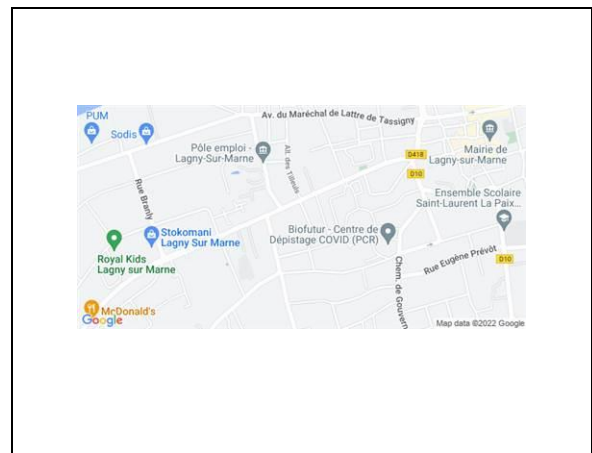 PUM
Sodis
Av. du Maréchal de Lattre de Tassigny
Pôle emploi -
Lagny-Sur-Marne
All. des Tilleuls
D418
Mairie de
Lagny-sur-Marne
D10
Rue Branly
Ensemble Scolaire
Saint-Laurent La Paix...
Stokomani
Lagny Sur Marne
Biofutur - Centre de
Dépistage COVID (PCR)
Royal Kids
Lagny sur Marne
Chem. de Gouvern
Rue Eugène Prévôt
D10
McDonald's
Google
Map data ©2022 Google